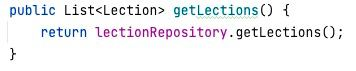 public List<Lection> getLections() {
    return lectionRepository.getLections();
}